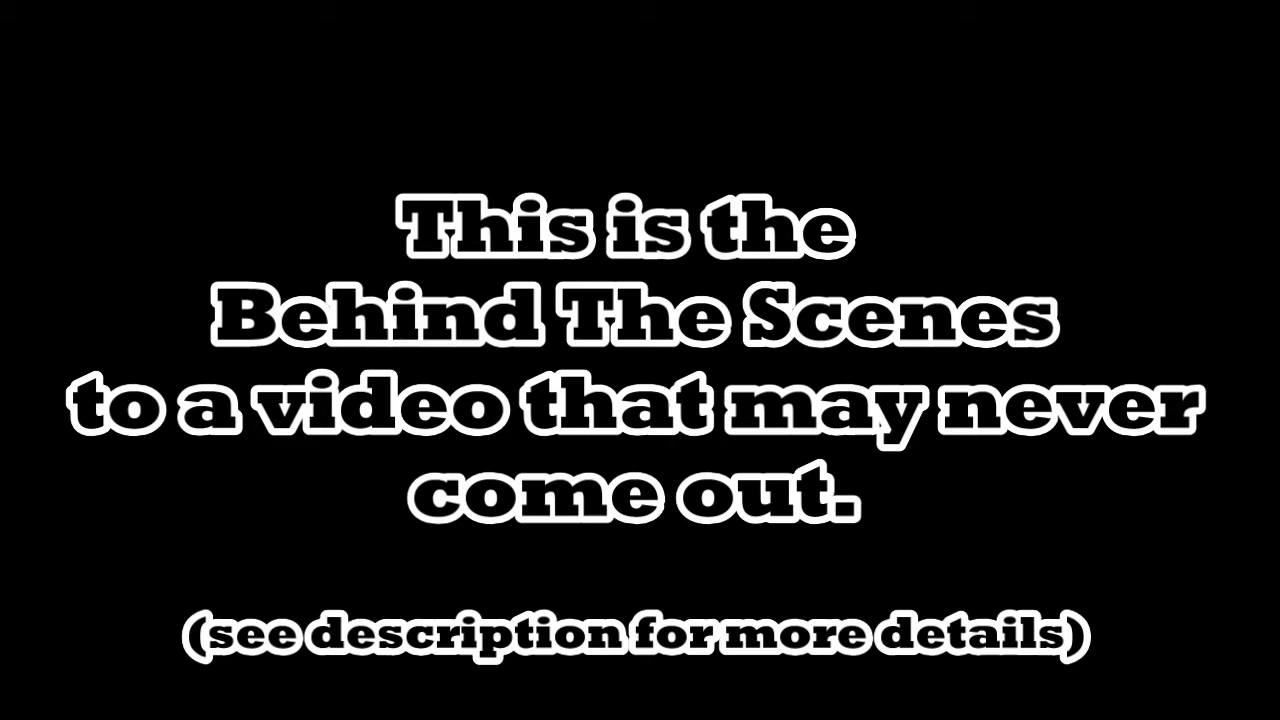 This is the
Behind The Scenes
to a video that may never
come out.
(see description for more details)